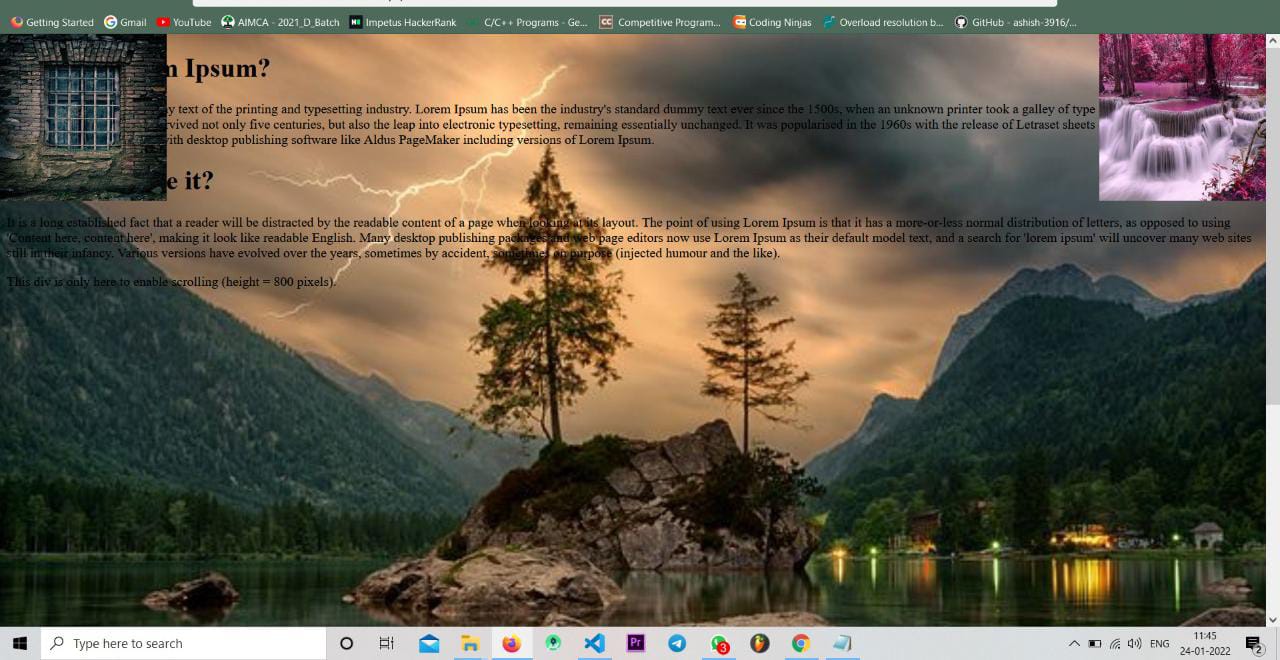 Getting Started Gmail YouTube AIMCA - 2021_D_Batch Impetus HackerRank C/C++ Programs - Ge... Competitive Program... Coding Ninjas Overload resolution b... GitHub - ashish-3916/...
m Ipsum?
y text of the printing and typesetting industry. Lorem Ipsum has been the industry's standard dummy text ever since the 1500s, when an unknown printer took a galley of type
rvived not only five centuries, but also the leap into electronic typesetting, remaining essentially unchanged. It was popularised in the 1960s with the release of Letraset sheets
ith desktop publishing software like Aldus PageMaker including versions of Lorem Ipsum.
e it?
It is a long established fact that a reader will be distracted by the readable content of a page when looking at its layout. The point of using Lorem Ipsum is that it has a more-or-less normal distribution of letters, as opposed to using
'Content here, content here', making it look like readable English. Many desktop publishing packages and web page editors now use Lorem Ipsum as their default model text, and a search for 'lorem ipsum' will uncover many web sites
still in their infancy. Various versions have evolved over the years, sometimes by accident, sometimes on purpose (injected humour and the like).
This div is only here to enable scrolling (height = 800 pixels).
Type here to search Pr 3 ENG 11:45
24-01-2022 2